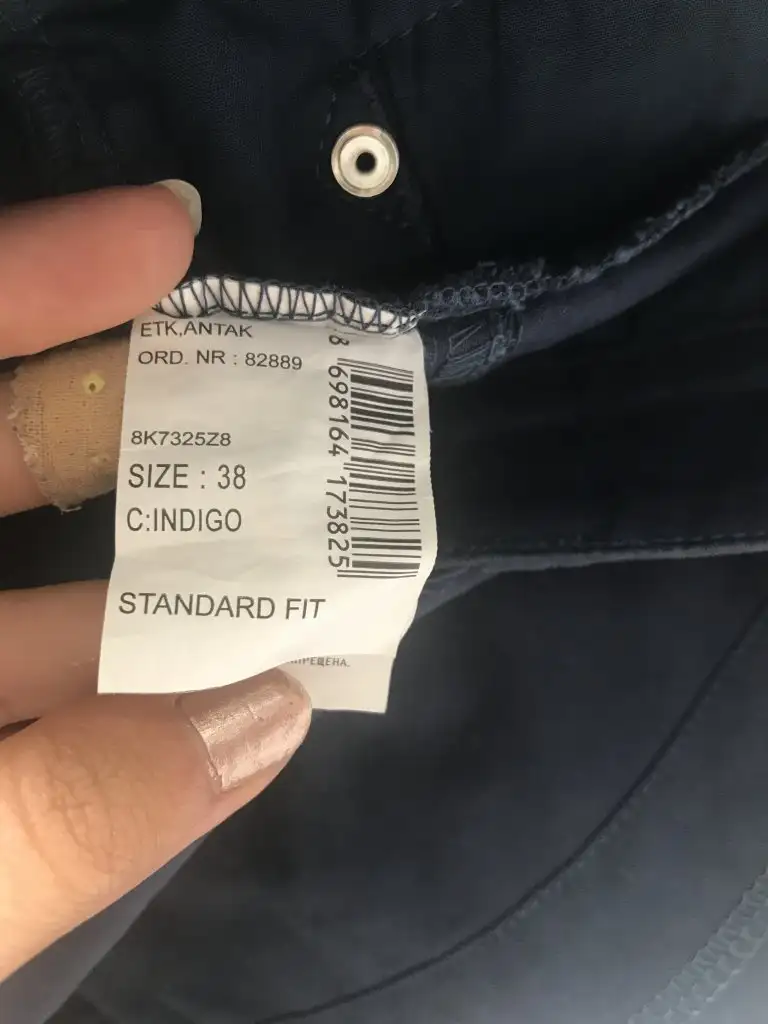 ETK,ANTAK
ORD. NR : 82889
8K7325Z8
SIZE : 38
C:INDIGO
STANDARD FIT
8 698164 173825